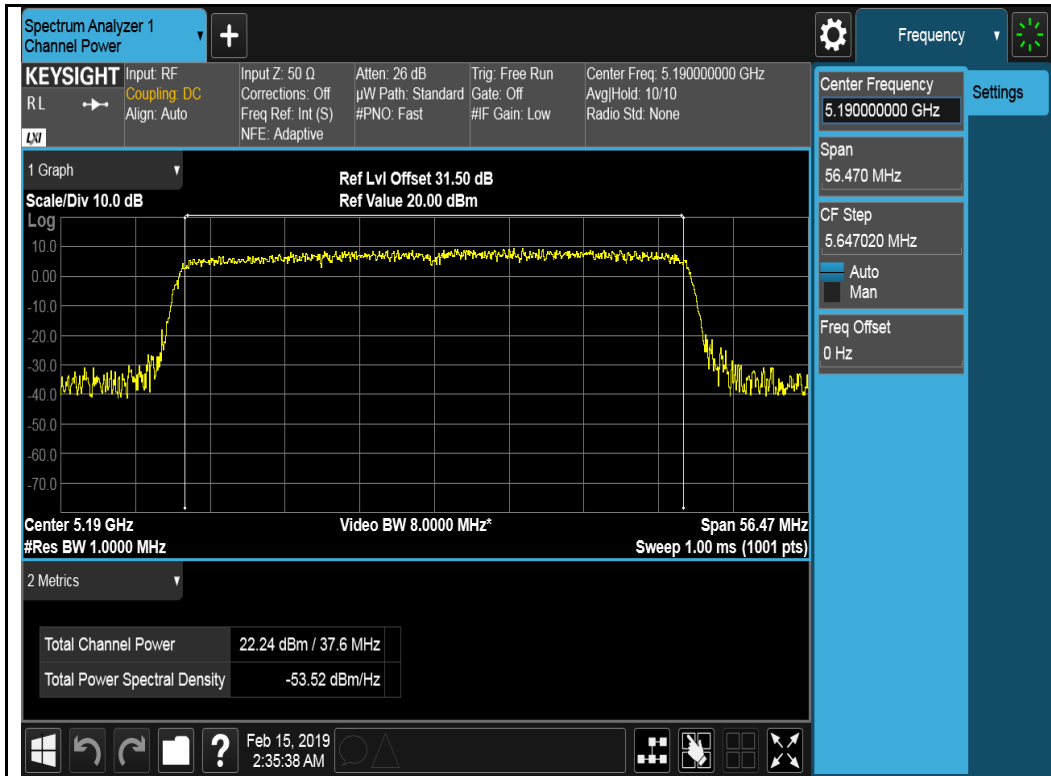 Spectrum Analyzer 1
Channel Power
+
Frequency
KEYSIGHT
RL
LXI
Input: RF
Coupling: DC
Align: Auto
Input Z: 50 Ω
Corrections: Off
Freq Ref: Int (S)
NFE: Adaptive
Atten: 26 dB
µW Path: Standard
#PNO: Fast
Trig: Free Run
Gate: Off
#IF Gain: Low
Center Freq: 5.190000000 GHz
Avg|Hold: 10/10
Radio Std: None
Center Frequency
5.190000000 GHz
Settings
Span
56.470 MHz
CF Step
5.647020 MHz
Auto
Man
Freq Offset
0 Hz
1 Graph
Scale/Div 10.0 dB
Ref Lvl Offset 31.50 dB
Ref Value 20.00 dBm
Log
10.0
0.00
-10.0
-20.0
-30.0
-40.0
-50.0
-60.0
-70.0
Center 5.19 GHz
#Res BW 1.0000 MHz
Video BW 8.0000 MHz*
Span 56.47 MHz
Sweep 1.00 ms (1001 pts)
2 Metrics
Total Channel Power 22.24 dBm / 37.6 MHz
Total Power Spectral Density -53.52 dBm/Hz
?
Feb 15, 2019
2:35:38 AM